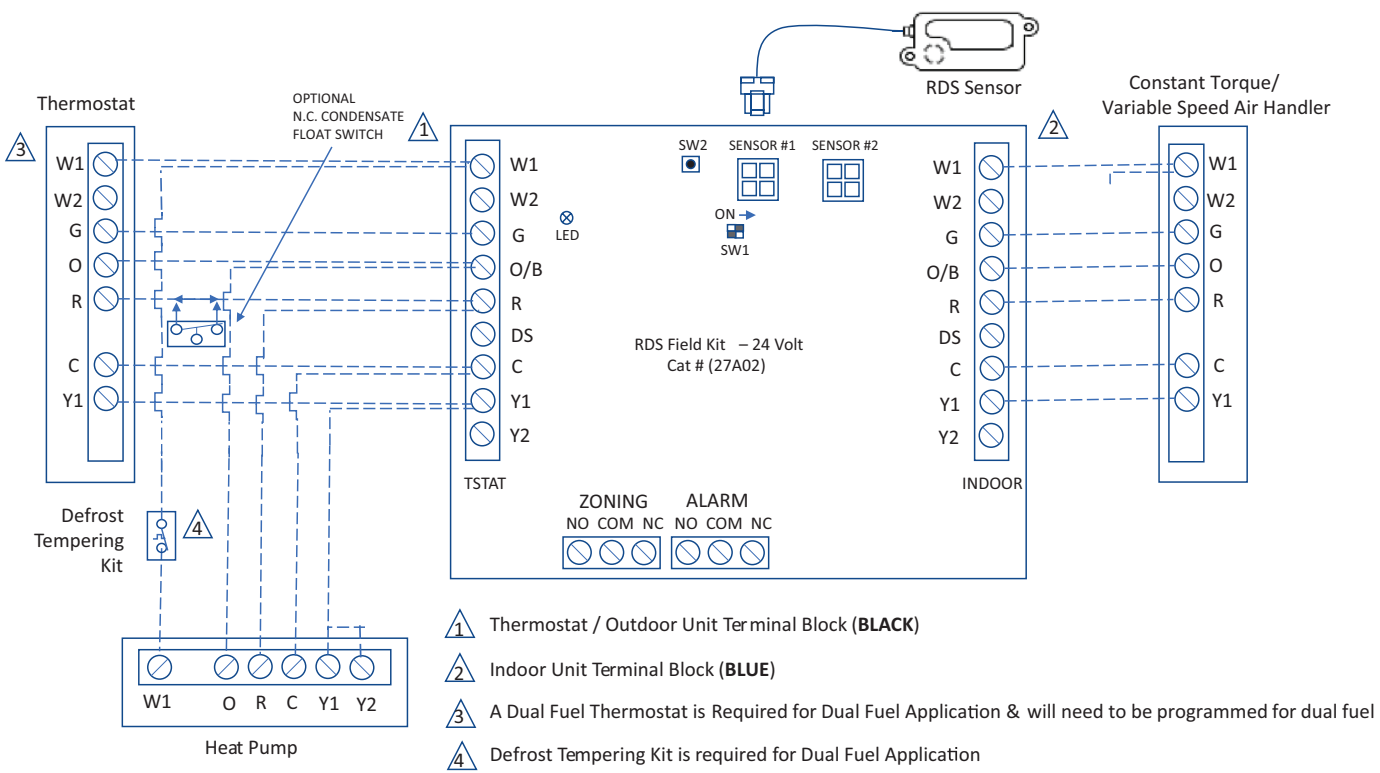 RDS Sensor
Thermostat
OPTIONAL
N.C. CONDENSATE
FLOAT SWITCH
Constant Torque/
Variable Speed Air Handler
3
1
2
W1
W2
G
O
R
C
Y1
W1
W2
G
O/B
R
DS
C
Y1
Y2
TSTAT
SW2
SENSOR #1
SENSOR #2
LED
ON
SW1
RDS Field Kit – 24 Volt
Cat # (27A02)
ZONING
NO COM NC
ALARM
NO COM NC
W1
W2
G
O/B
R
DS
C
Y1
Y2
INDOOR
W1
W2
G
O
R
C
Y1
Defrost
Tempering
Kit
4
W1 O R C Y1 Y2
Heat Pump
1 Thermostat / Outdoor Unit Terminal Block (BLACK)
2 Indoor Unit Terminal Block (BLUE)
3 A Dual Fuel Thermostat is Required for Dual Fuel Application & will need to be programmed for dual fuel
4 Defrost Tempering Kit is required for Dual Fuel Application